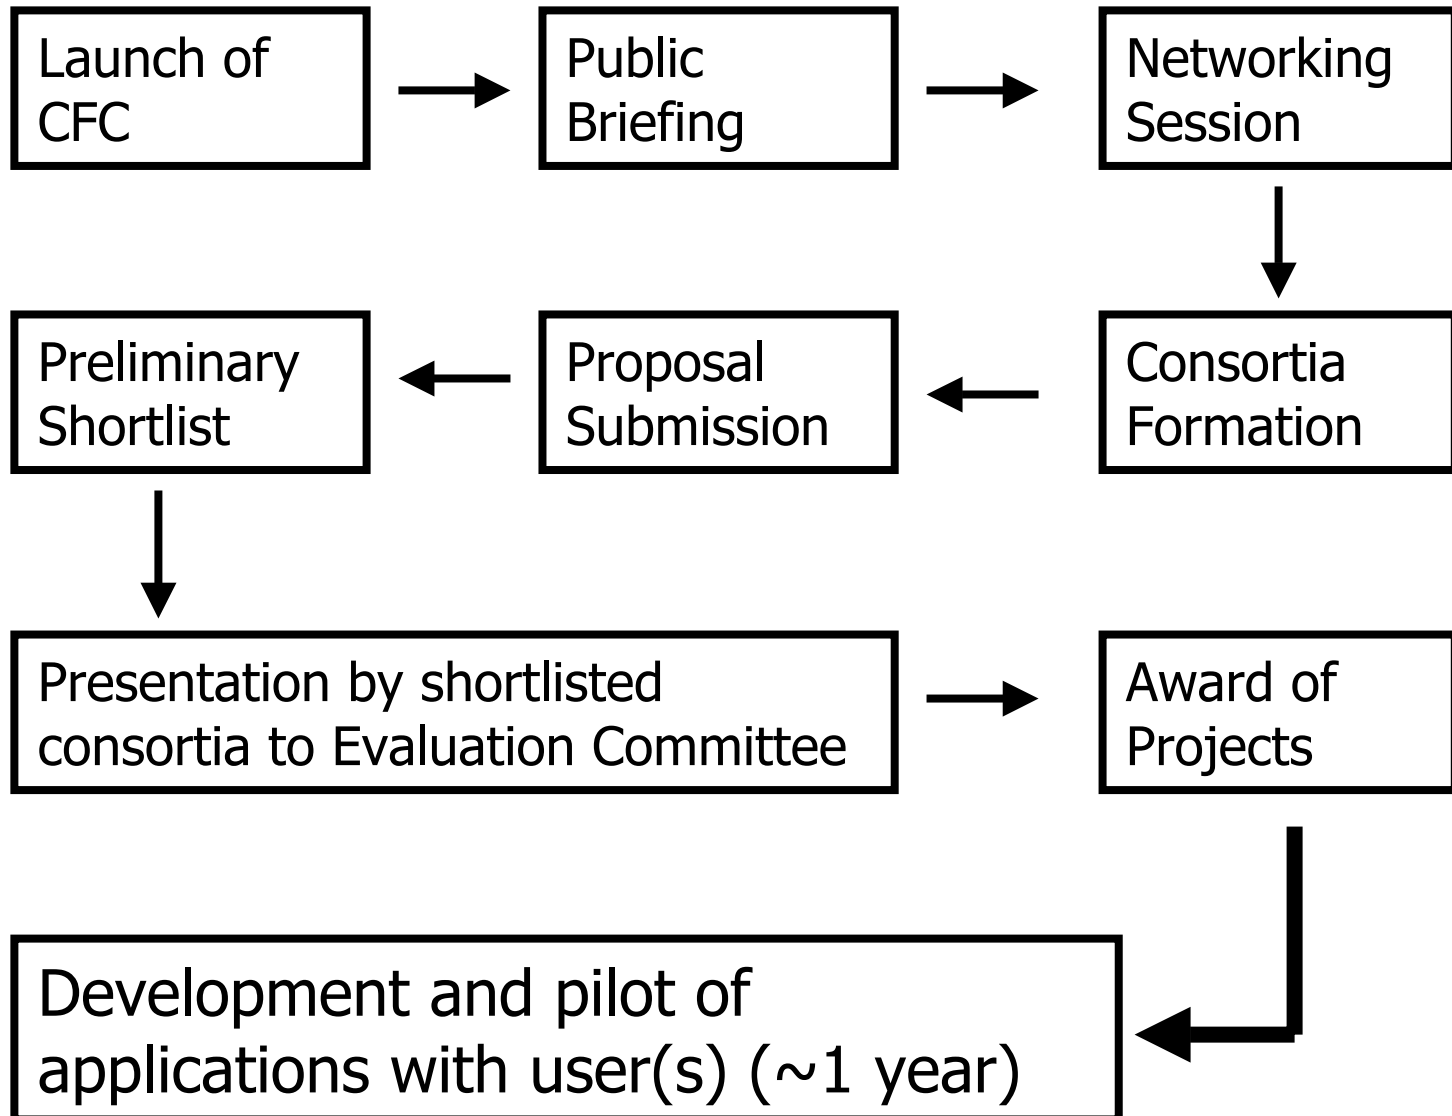 Launch of
CFC
Public
Briefing
Networking
Session
Consortia
Formation
Proposal
Submission
Preliminary
Shortlist
Presentation by shortlisted
consortia to Evaluation Committee
Award of
Projects
Development and pilot of
applications with user(s) (~1 year)